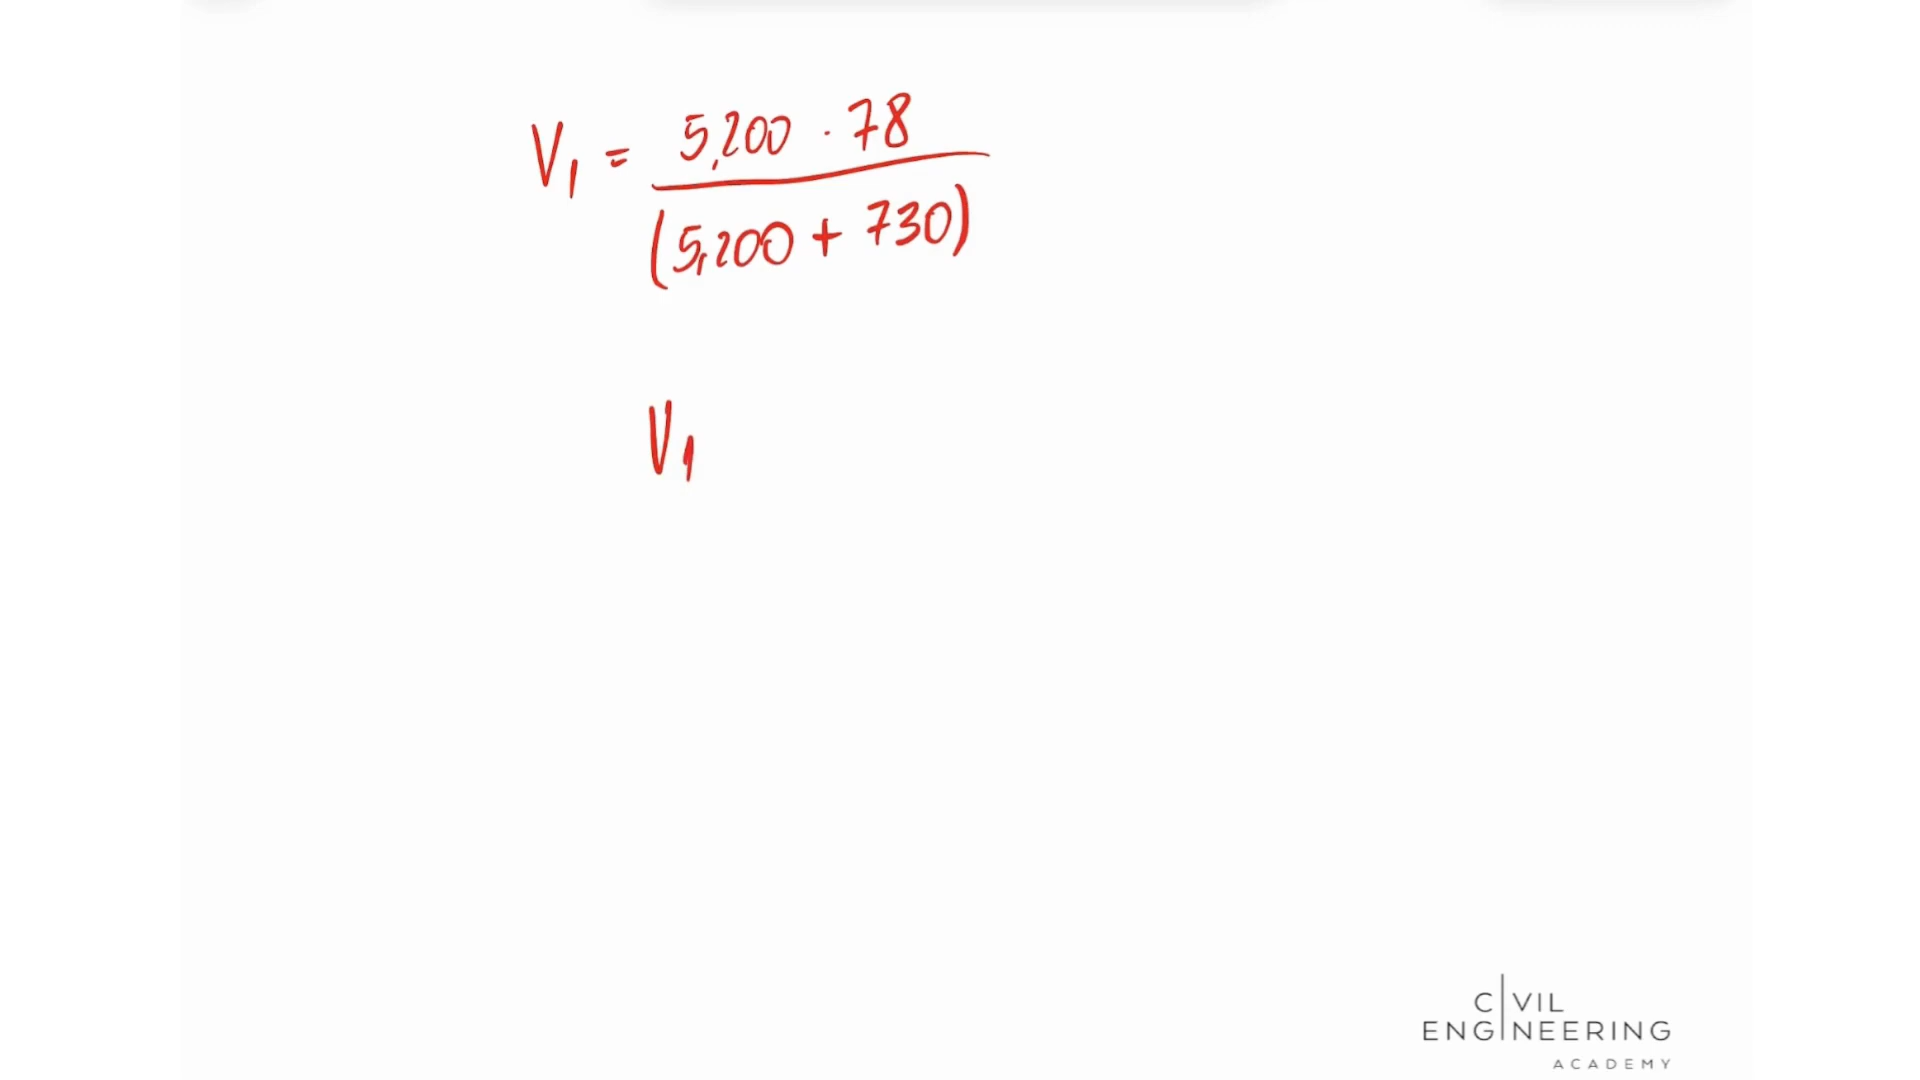 V₁ = 5,200 · 78
(5,200 + 730)
V₁
CIVIL
ENGINEERING
ACADEMY